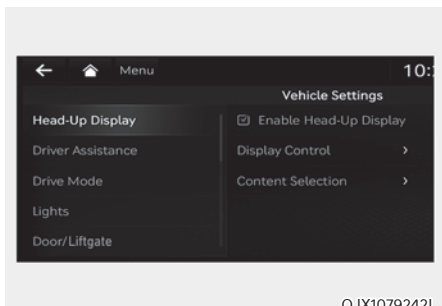 Menu
10:
Vehicle Settings
Head-Up Display
Enable Head-Up Display
Driver Assistance
Display Control
Drive Mode
Content Selection
Lights
Door/Liftgate